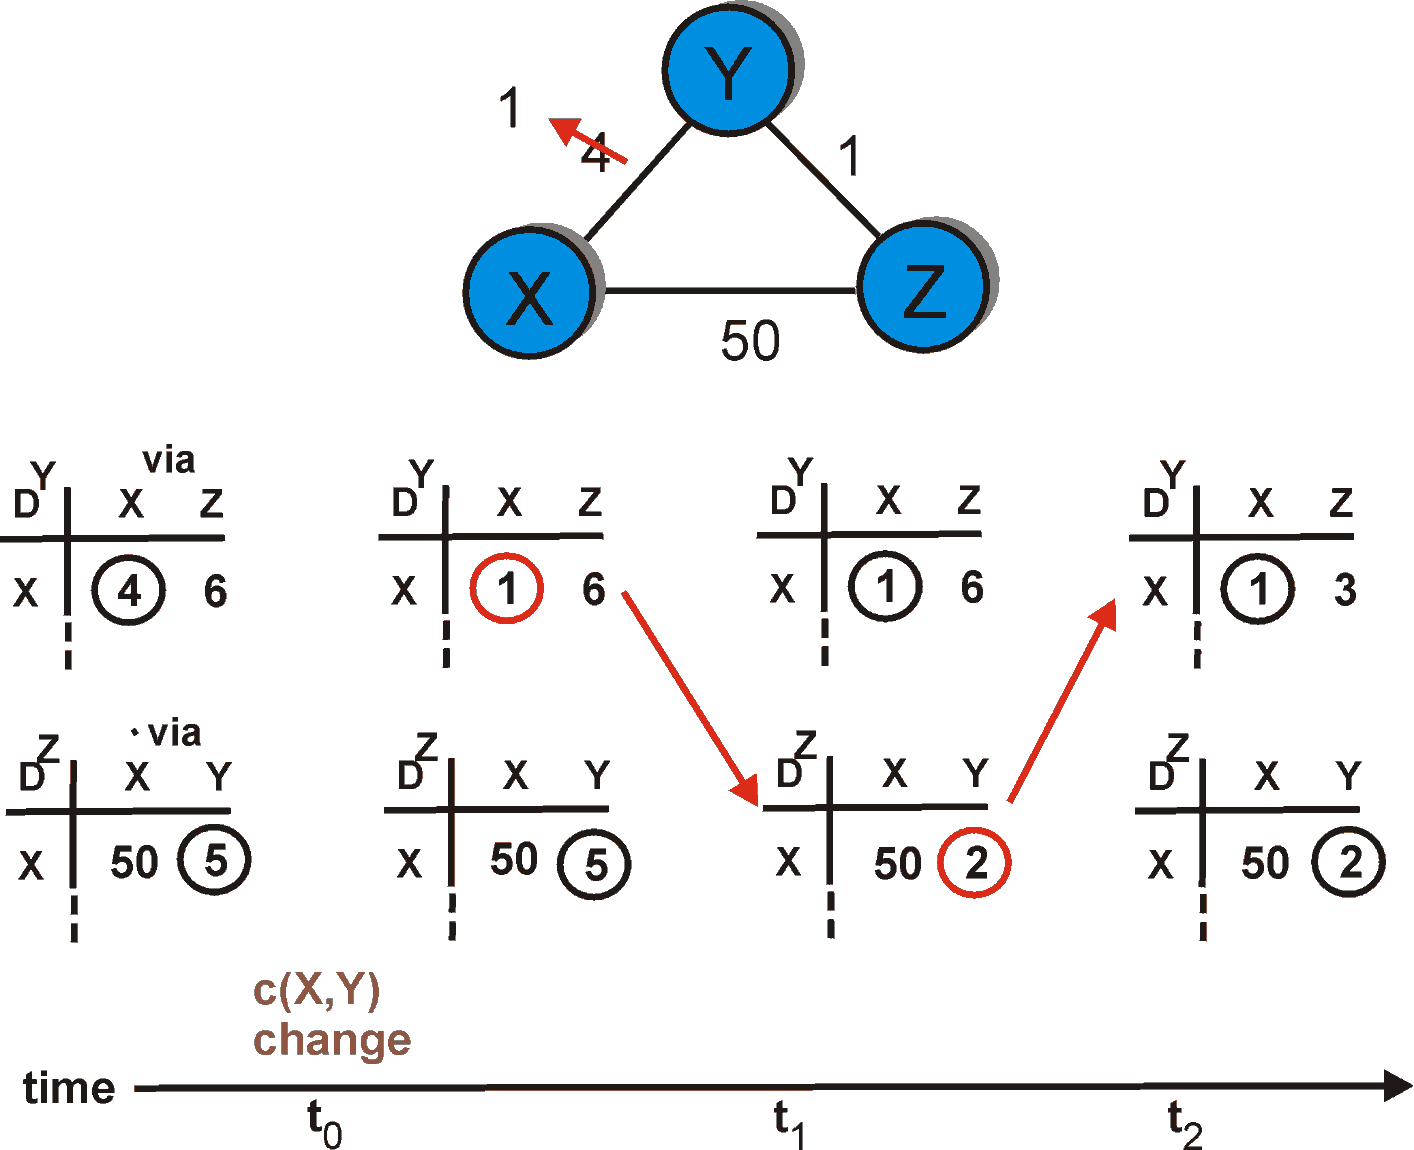 Y
1
4
1
X
Z
50
via
D Y X Z
X 4 6
D Y X Z
X 1 6
D Y X Z
X 1 6
D Y X Z
X 1 3
via
D Z X Y
X 50 5
D Z X Y
X 50 5
D Z X Y
X 50 2
D Z X Y
X 50 2
c(X,Y)
change
time
t0 t1 t2